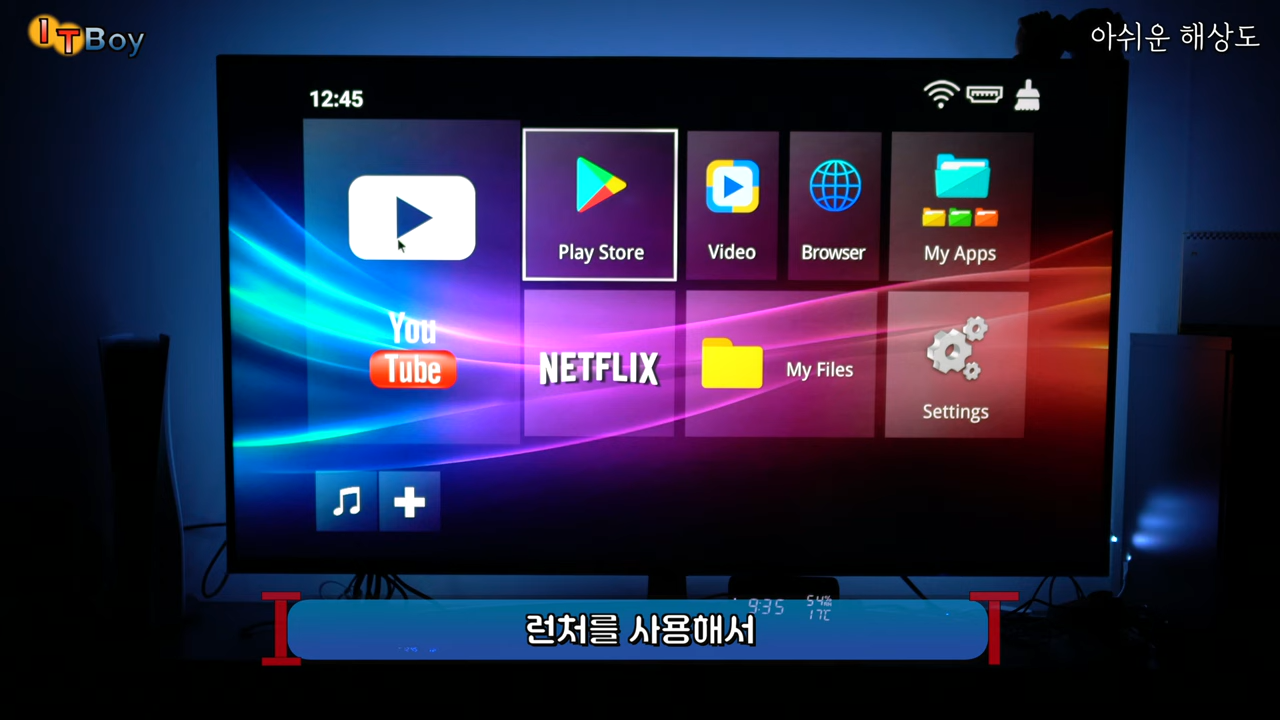 ITBoy
아쉬운 해상도
12:45
Play Store
Video
Browser
My Apps
You
Tube
NETFLIX
My Files
Settings
9:35
54%
17℃
런처를 사용해서